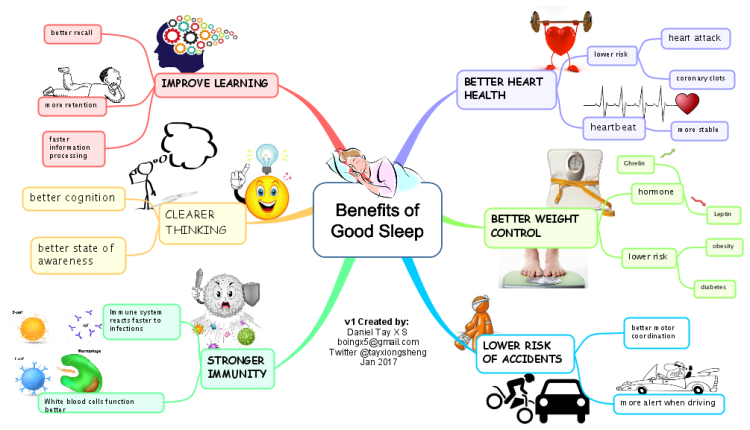 better recall
more retention
faster
information
processing
IMPROVE LEARNING
better cognition
better state of
awareness
CLEARER
THINKING
Immune system
reacts faster to
infections
White blood cells function
better
Macrophage
STRONGER
IMMUNITY
Benefits of
Good Sleep
v1 Created by:
Daniel Tay X S
boingx5@gmail.com
Twitter @tayxiongsheng
Jan 2017
BETTER HEART
HEALTH
lower risk
heart attack
coronary clots
heartbeat
more stable
BETTER WEIGHT
CONTROL
hormone
Ghrelin
Leptin
lower risk
obesity
diabetes
LOWER RISK
OF ACCIDENTS
better motor
coordination
more alert when driving